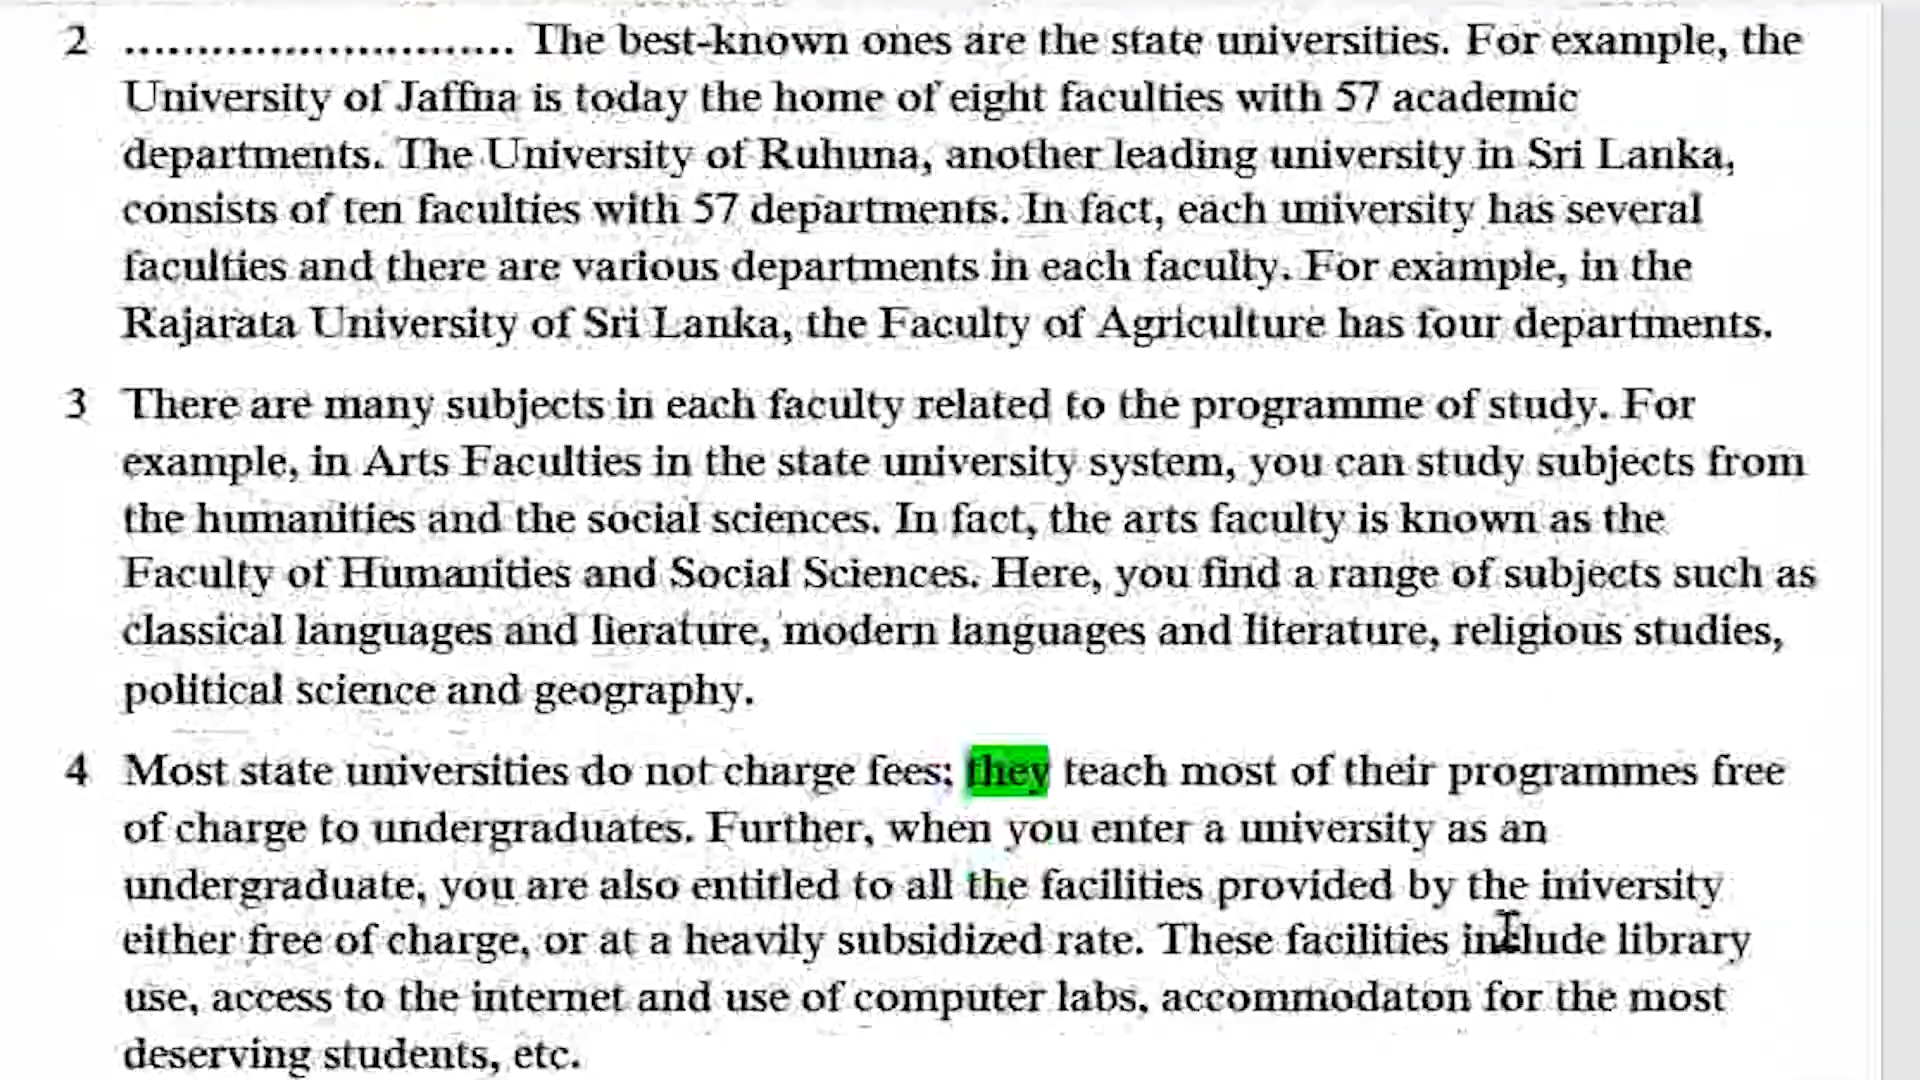 2 ........................... The best-known ones are the state universities. For example, the
University of Jaffna is today the home of eight faculties with 57 academic
departments. The University of Ruhuna, another leading university in Sri Lanka,
consists of ten faculties with 57 departments. In fact, each university has several
faculties and there are various departments in each faculty. For example, in the
Rajarata University of Sri Lanka, the Faculty of Agriculture has four departments.
3 There are many subjects in each faculty related to the programme of study. For
example, in Arts Faculties in the state university system, you can study subjects from
the humanities and the social sciences. In fact, the arts faculty is known as the
Faculty of Humanities and Social Sciences. Here, you find a range of subjects such as
classical languages and lierature, modern languages and literature, religious studies,
political science and geography.
4 Most state universities do not charge fees; they teach most of their programmes free
of charge to undergraduates. Further, when you enter a university as an
undergraduate, you are also entitled to all the facilities provided by the iniversity
either free of charge, or at a heavily subsidized rate. These facilities include library
use, access to the internet and use of computer labs, accommodaton for the most
deserving students, etc.